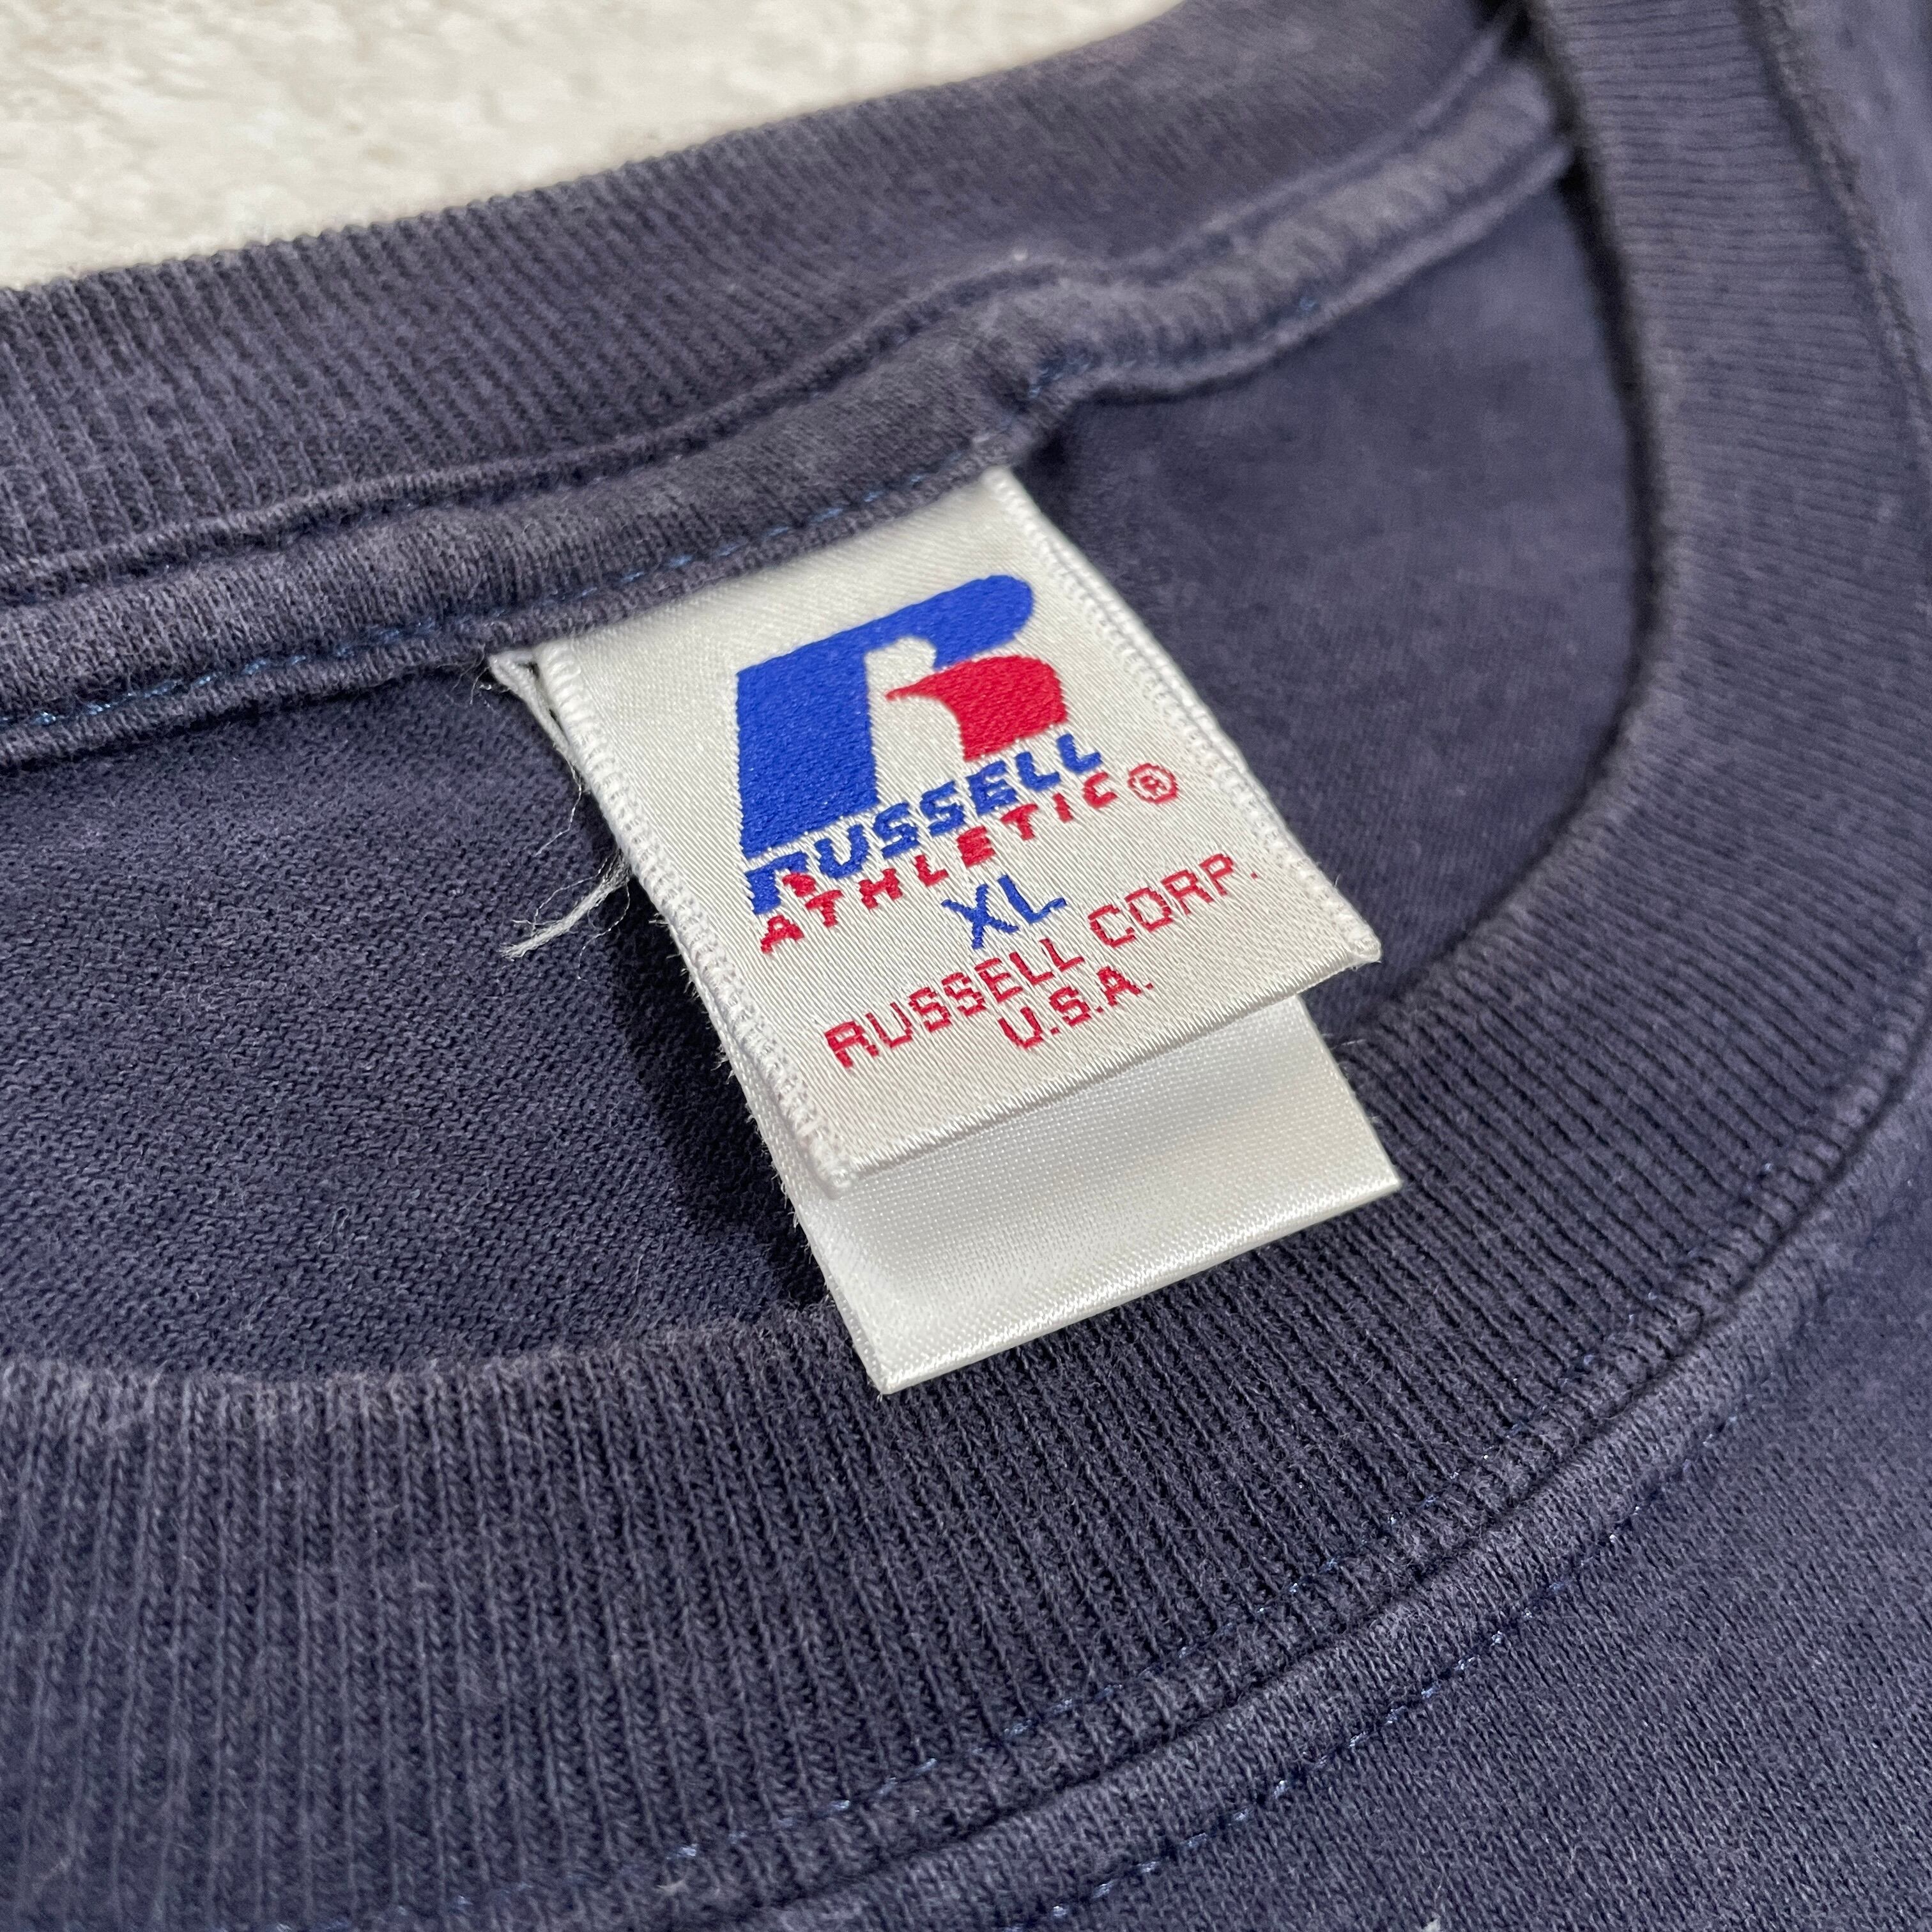 R
RUSSELL
ATHLETIC®
XL
RUSSELL CORP.
U.S.A.